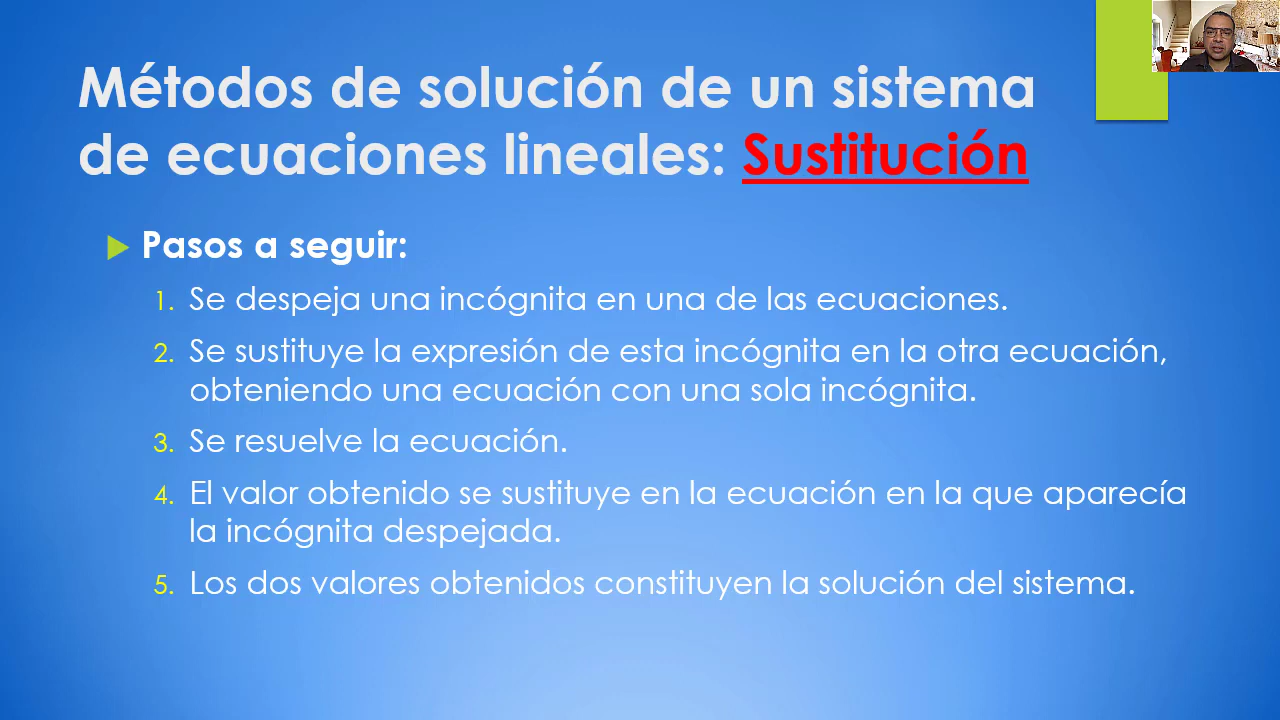 Métodos de solución de un sistema
de ecuaciones lineales: Sustitución
Pasos a seguir:
1. Se despeja una incógnita en una de las ecuaciones.
2. Se sustituye la expresión de esta incógnita en la otra ecuación,
obteniendo una ecuación con una sola incógnita.
3. Se resuelve la ecuación.
4. El valor obtenido se sustituye en la ecuación en la que aparecía
la incógnita despejada.
5. Los dos valores obtenidos constituyen la solución del sistema.